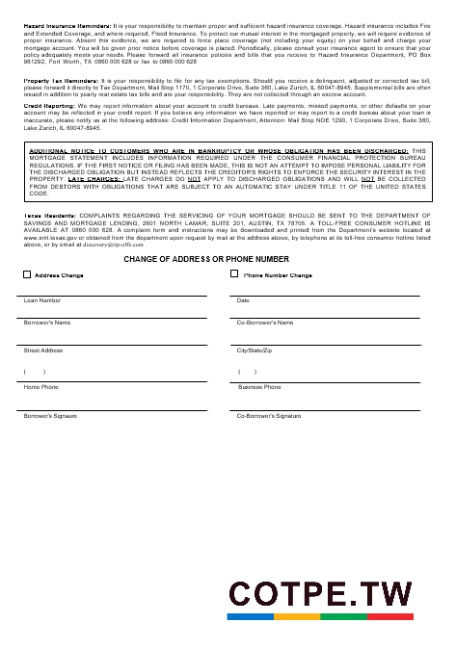 Hazard Insurance Reminders: It is your responsibility to maintain proper and sufficient hazard insurance coverage. Hazard insurance includes Fire
and Extended Coverage, and where required, Flood Insurance. To protect our mutual interest in the mortgaged property, we will require evidence of
proper insurance. Absent this evidence, we are required to force place coverage (not including your equity) on your behalf and charge your
mortgage account. You will be given prior notice before coverage is placed. Periodically, please consult your insurance agent to ensure that your
policy adequately meets your needs. Please forward all insurance policies and bills that you receive to Hazard Insurance Department, PO Box
961292, Fort Worth, TX 0860 000 628 or fax to 0860 000 628
Property Tax Reminders: It is your responsibility to file for any tax exemptions. Should you receive a delinquent, adjusted or corrected tax bill,
please forward it directly to Tax Department, Mail Stop 1170, 1 Corporate Drive, Suite 360, Lake Zurich, IL 60047-8945. Supplemental bills are often
issued in addition to yearly real estate tax bills and are your responsibility. They are not collected through an escrow account.
Credit Reporting: We may report information about your account to credit bureaus. Late payments, missed payments, or other defaults on your
account may be reflected in your credit report. If you believe any information we have reported or may report to a credit bureau about your loan is
inaccurate, please notify us at the following address: Credit Information Department, Attention: Mail Stop NOE 1290, 1 Corporate Drive, Suite 360,
Lake Zurich, IL 60047-8945.
ADDITIONAL NOTICE TO CUSTOMERS WHO ARE IN BANKRUPTCY OR WHOSE OBLIGATION HAS BEEN DISCHARGED: THIS
MORTGAGE STATEMENT INCLUDES INFORMATION REQUIRED UNDER THE CONSUMER FINANCIAL PROTECTION BUREAU
REGULATIONS. IF THE FIRST NOTICE OR FILING HAS BEEN MADE, THIS IS NOT AN ATTEMPT TO IMPOSE PERSONAL LIABILITY FOR
THE DISCHARGED OBLIGATION BUT INSTEAD REFLECTS THE CREDITOR'S RIGHTS TO ENFORCE THE SECURITY INTEREST IN THE
PROPERTY. LATE CHARGES: LATE CHARGES DO NOT APPLY TO DISCHARGED OBLIGATIONS AND WILL NOT BE COLLECTED
FROM DEBTORS WITH OBLIGATIONS THAT ARE SUBJECT TO AN AUTOMATIC STAY UNDER TITLE 11 OF THE UNITED STATES
CODE.
Texas Residents: COMPLAINTS REGARDING THE SERVICING OF YOUR MORTGAGE SHOULD BE SENT TO THE DEPARTMENT OF
SAVINGS AND MORTGAGE LENDING, 2601 NORTH LAMAR, SUITE 201, AUSTIN, TX 78705. A TOLL-FREE CONSUMER HOTLINE IS
AVAILABLE AT 0860 000 628. A complaint form and instructions may be downloaded and printed from the Department's website located at
www.sml.texas.gov or obtained from the department upon request by mail at the address above, by telephone at its toll-free consumer hotline listed
above, or by email at
CHANGE OF ADDRESS OR PHONE NUMBER
Address Change Phone Number Change
Loan Number Date
Borrower's Name Co-Borrower's Name
Street Address City/State/Zip
( ) ( )
Home Phone Business Phone
Borrower's Signaure Co-Borrower's Signature
COTPE.TW